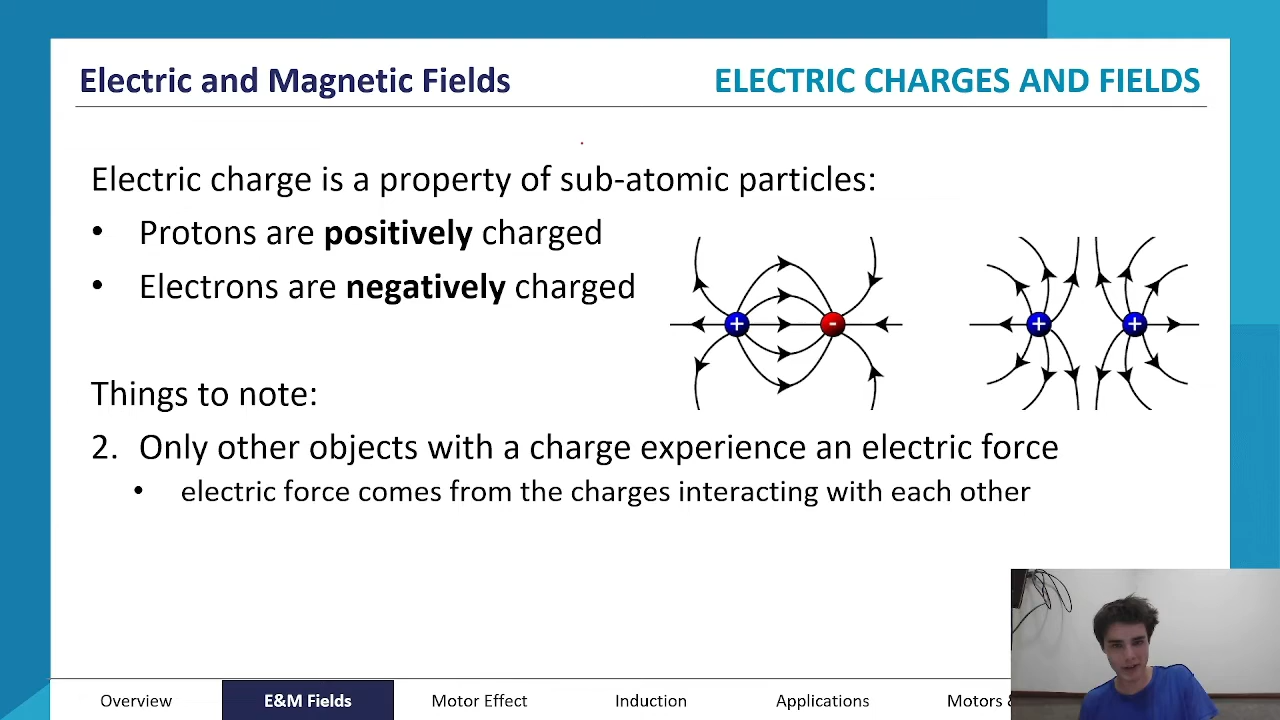 Electric and Magnetic Fields
ELECTRIC CHARGES AND FIELDS
Electric charge is a property of sub-atomic particles:
• Protons are positively charged
• Electrons are negatively charged
+ -
+ +
Things to note:
2. Only other objects with a charge experience an electric force
• electric force comes from the charges interacting with each other
Overview E&M Fields Motor Effect Induction Applications Motors &